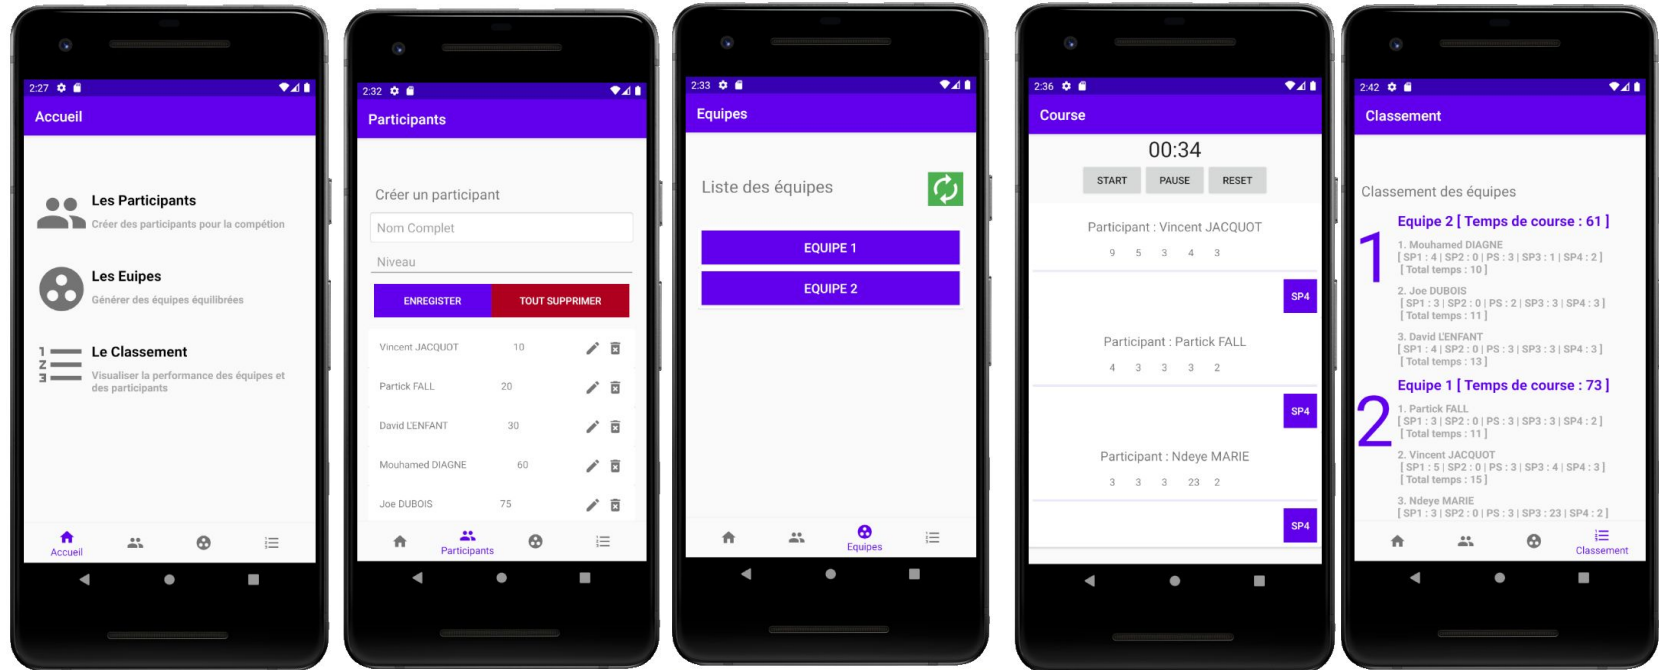 2:27
Accueil
Les Participants
Créer des participants pour la compétion
Les Euipes
Générer des équipes équilibrées
1
2
3
Le Classement
Visualiser la performance des équipes et
des participants
Accueil
2:32
Participants
Créer un participant
Nom Complet
Niveau
ENREGISTER TOUT SUPPRIMER
Vincent JACQUOT 10
Partick FALL 20
David L'ENFANT 30
Mouhamed DIAGNE 60
Joe DUBOIS 75
Participants
2:33
Equipes
Liste des équipes
EQUIPE 1
EQUIPE 2
Equipes
2:36
Course
00:34
START PAUSE RESET
Participant : Vincent JACQUOT
9 5 3 4 3
SP4
Participant : Partick FALL
4 3 3 3 2
SP4
Participant : Ndeye MARIE
3 3 3 23 2
SP4
2:42
Classement
Classement des équipes
1
Equipe 2 [ Temps de course : 61 ]
1. Mouhamed DIAGNE
[ SP1 : 4 | SP2 : 0 | PS : 3 | SP3 : 1 | SP4 : 2 ]
[ Total temps : 10 ]
2. Joe DUBOIS
[ SP1 : 3 | SP2 : 0 | PS : 2 | SP3 : 3 | SP4 : 3 ]
[ Total temps : 11 ]
3. David L'ENFANT
[ SP1 : 4 | SP2 : 0 | PS : 3 | SP3 : 3 | SP4 : 3 ]
[ Total temps : 13 ]
2
Equipe 1 [ Temps de course : 73 ]
1. Partick FALL
[ SP1 : 3 | SP2 : 0 | PS : 3 | SP3 : 3 | SP4 : 2 ]
[ Total temps : 11 ]
2. Vincent JACQUOT
[ SP1 : 5 | SP2 : 0 | PS : 3 | SP3 : 4 | SP4 : 3 ]
[ Total temps : 15 ]
3. Ndeye MARIE
[ SP1 : 3 | SP2 : 0 | PS : 3 | SP3 : 23 | SP4 : 2 ]
Classement